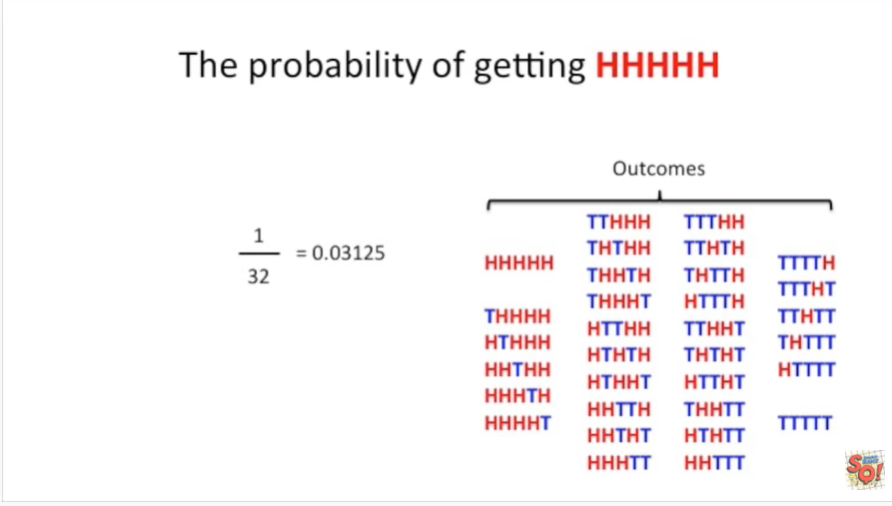 The probability of getting HHHHH
Outcomes
1
32
= 0.03125
HHHHH
THHHH
HTHHH
HHTHH
HHHTH
HHHHT
TTHHH
THTHH
THHTH
THHHT
HTTHH
HTHTH
HTHHT
HHTTH
HHTHT
HHHTT
TTTHH
TTHTH
THTTH
HTTTH
TTHHT
THTHT
HTTHT
THHTT
HTHTT
HHTTT
TTTTH
TTTHT
TTHTT
THTTT
HTTTT
TTTTT
SQ!